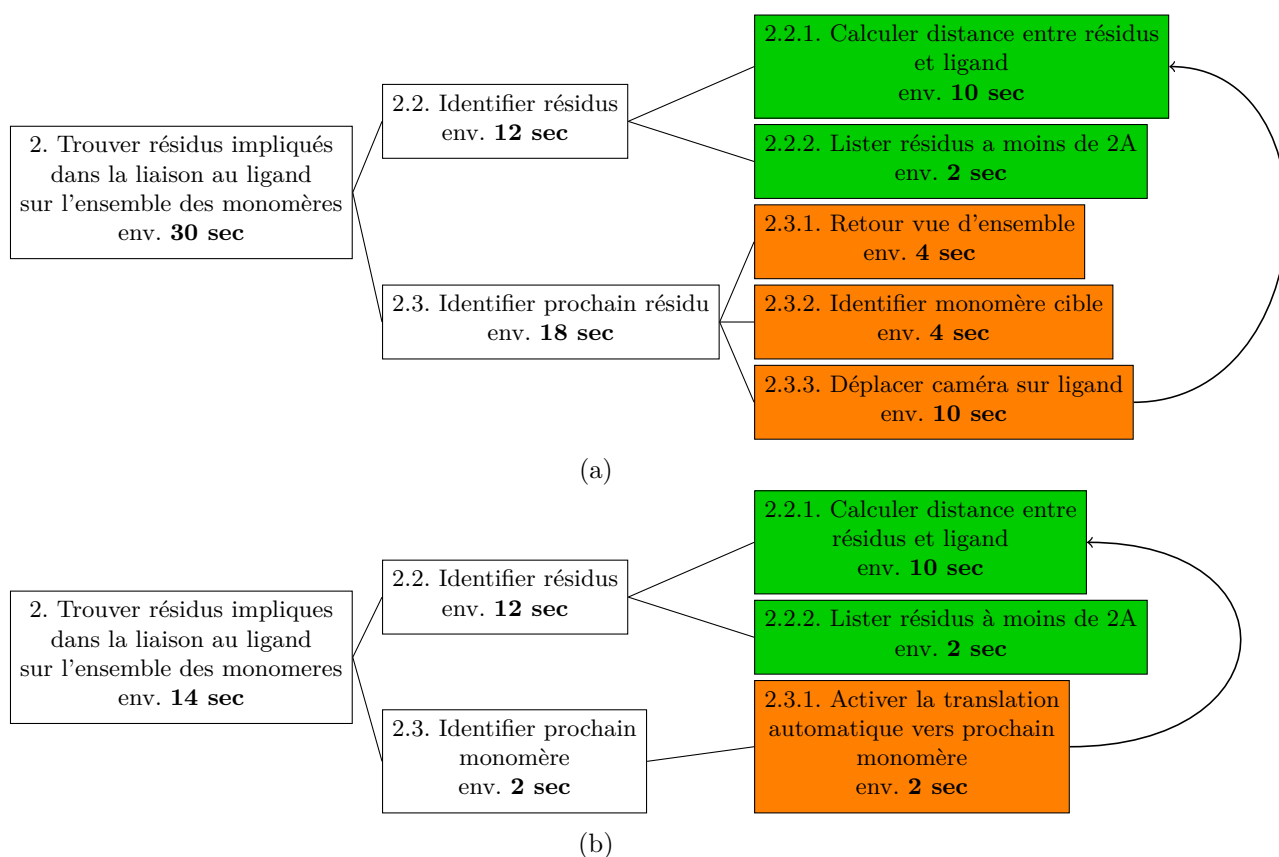 2. Trouver résidus impliqués
dans la liaison au ligand
sur l'ensemble des monomères
env. 30 sec
2.2. Identifier résidus
env. 12 sec
2.2.1. Calculer distance entre résidus
et ligand
env. 10 sec
2.2.2. Lister résidus a moins de 2A
env. 2 sec
2.3. Identifier prochain résidu
env. 18 sec
2.3.1. Retour vue d'ensemble
env. 4 sec
2.3.2. Identifier monomère cible
env. 4 sec
2.3.3. Déplacer caméra sur ligand
env. 10 sec
(a)
2. Trouver résidus impliques
dans la liaison au ligand
sur l'ensemble des monomeres
env. 14 sec
2.2. Identifier résidus
env. 12 sec
2.2.1. Calculer distance entre
résidus et ligand
env. 10 sec
2.2.2. Lister résidus à moins de 2A
env. 2 sec
2.3. Identifier prochain
monomère
env. 2 sec
2.3.1. Activer la translation
automatique vers prochain
monomère
env. 2 sec
(b)